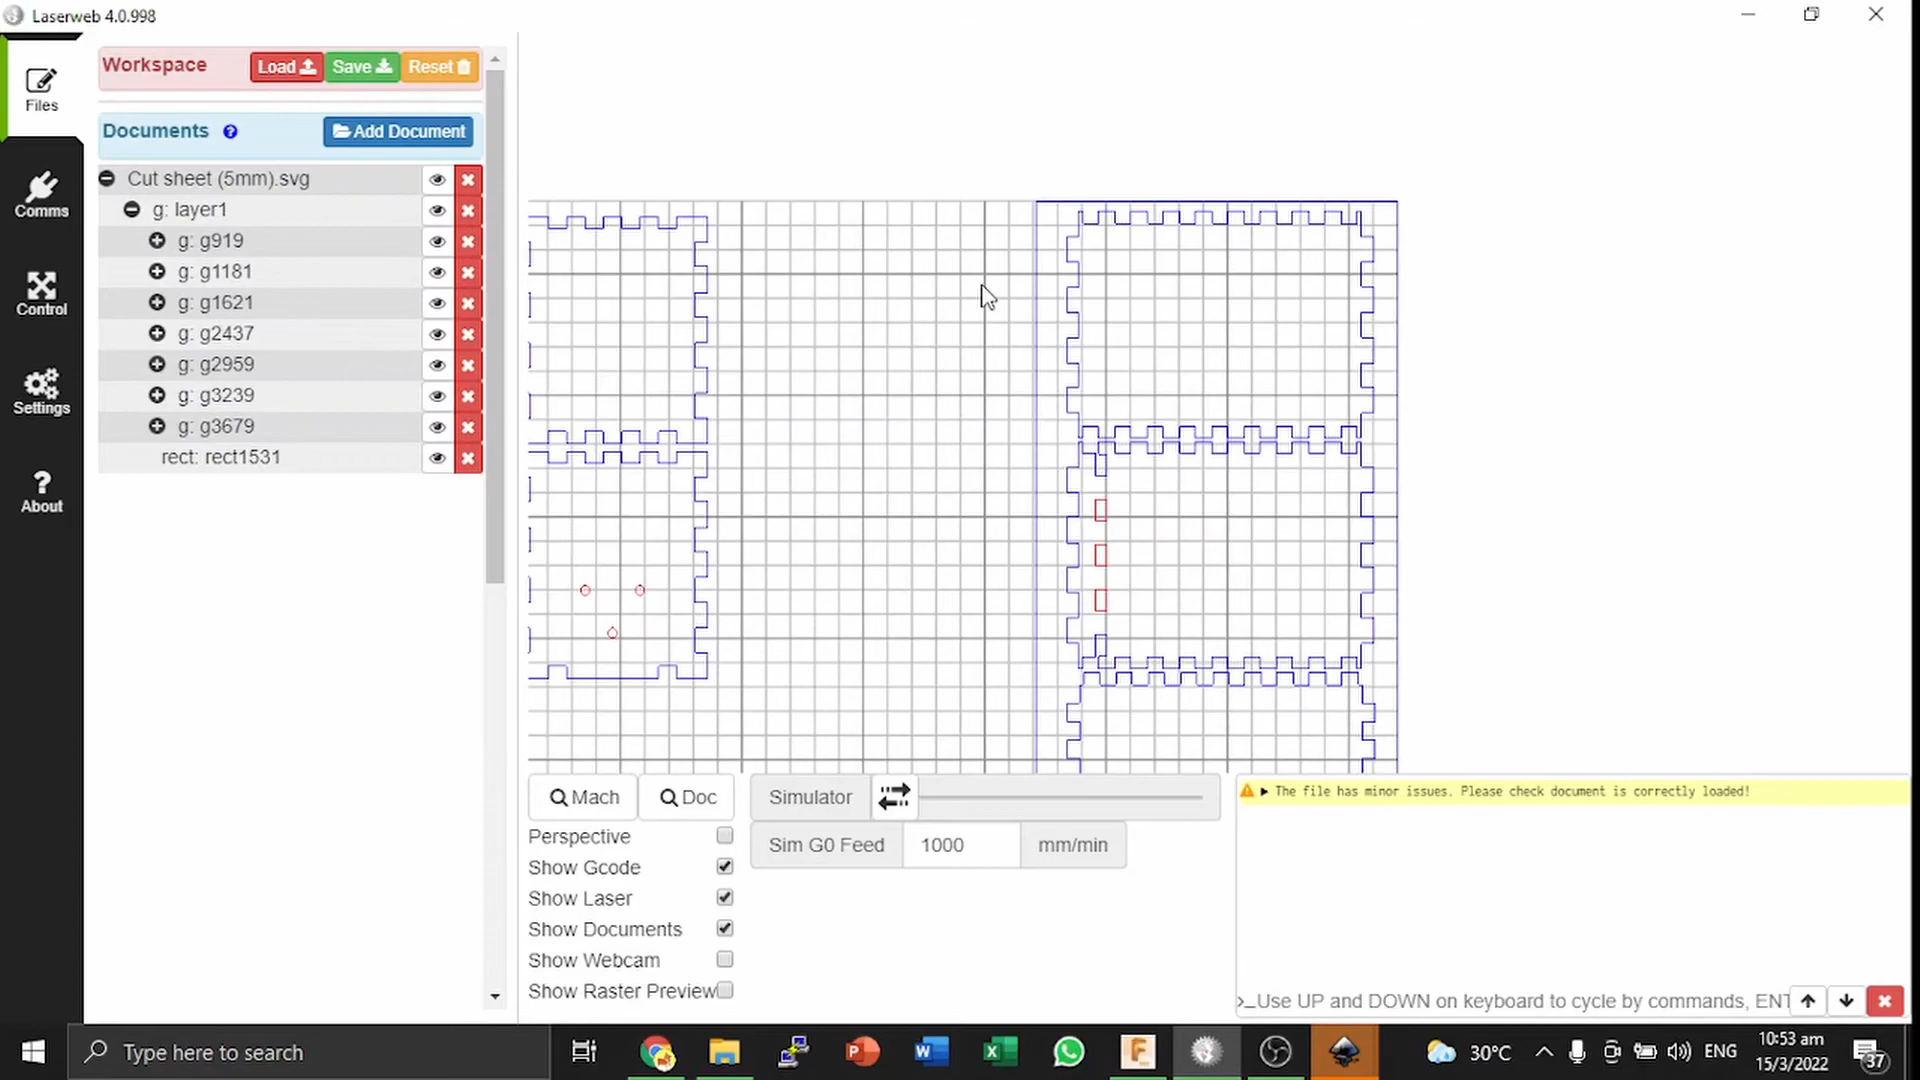 Laserweb 4.0.998
Files
Comms
Control
Settings
About
Workspace
Load
Save
Reset
Documents
Add Document
Cut sheet (5mm).svg
g: layer1
g: g919
g: g1181
g: g1621
g: g2437
g: g2959
g: g3239
g: g3679
rect: rect1531
Mach
Doc
Simulator
Perspective
Show Gcode
Show Laser
Show Documents
Show Webcam
Show Raster Preview
Sim G0 Feed
1000
mm/min
The file has minor issues. Please check document is correctly loaded!
>_Use UP and DOWN on keyboard to cycle by commands, ENT
Type here to search
30°C
ENG
10:53 am
15/3/2022
37